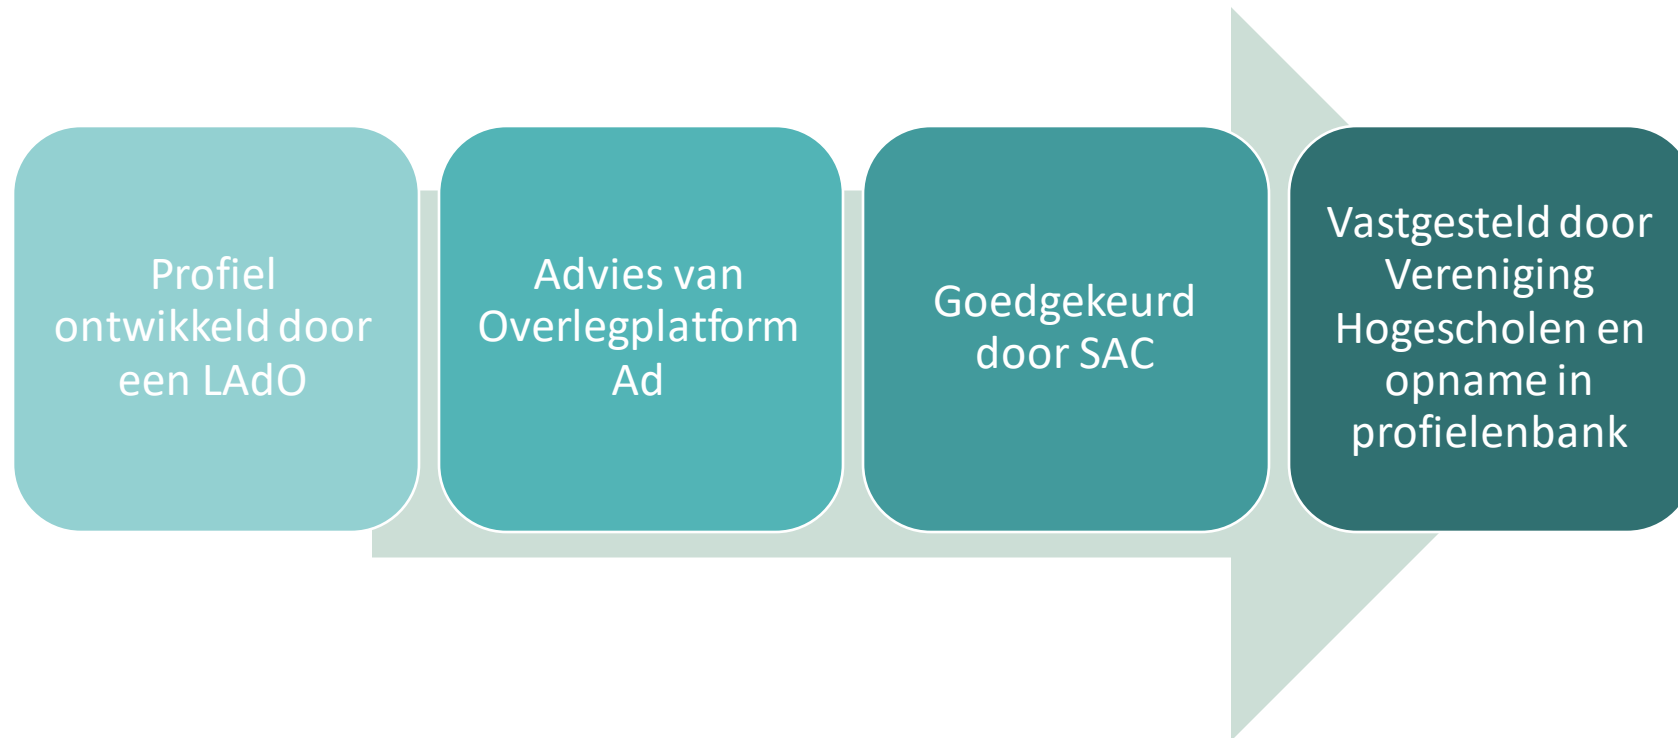 Profiel
ontwikkeld door
een LAdO
Advies van
Overlegplatform
Ad
Goedgekeurd
door SAC
Vastgesteld door
Vereniging
Hogescholen en
opname in
profielenbank